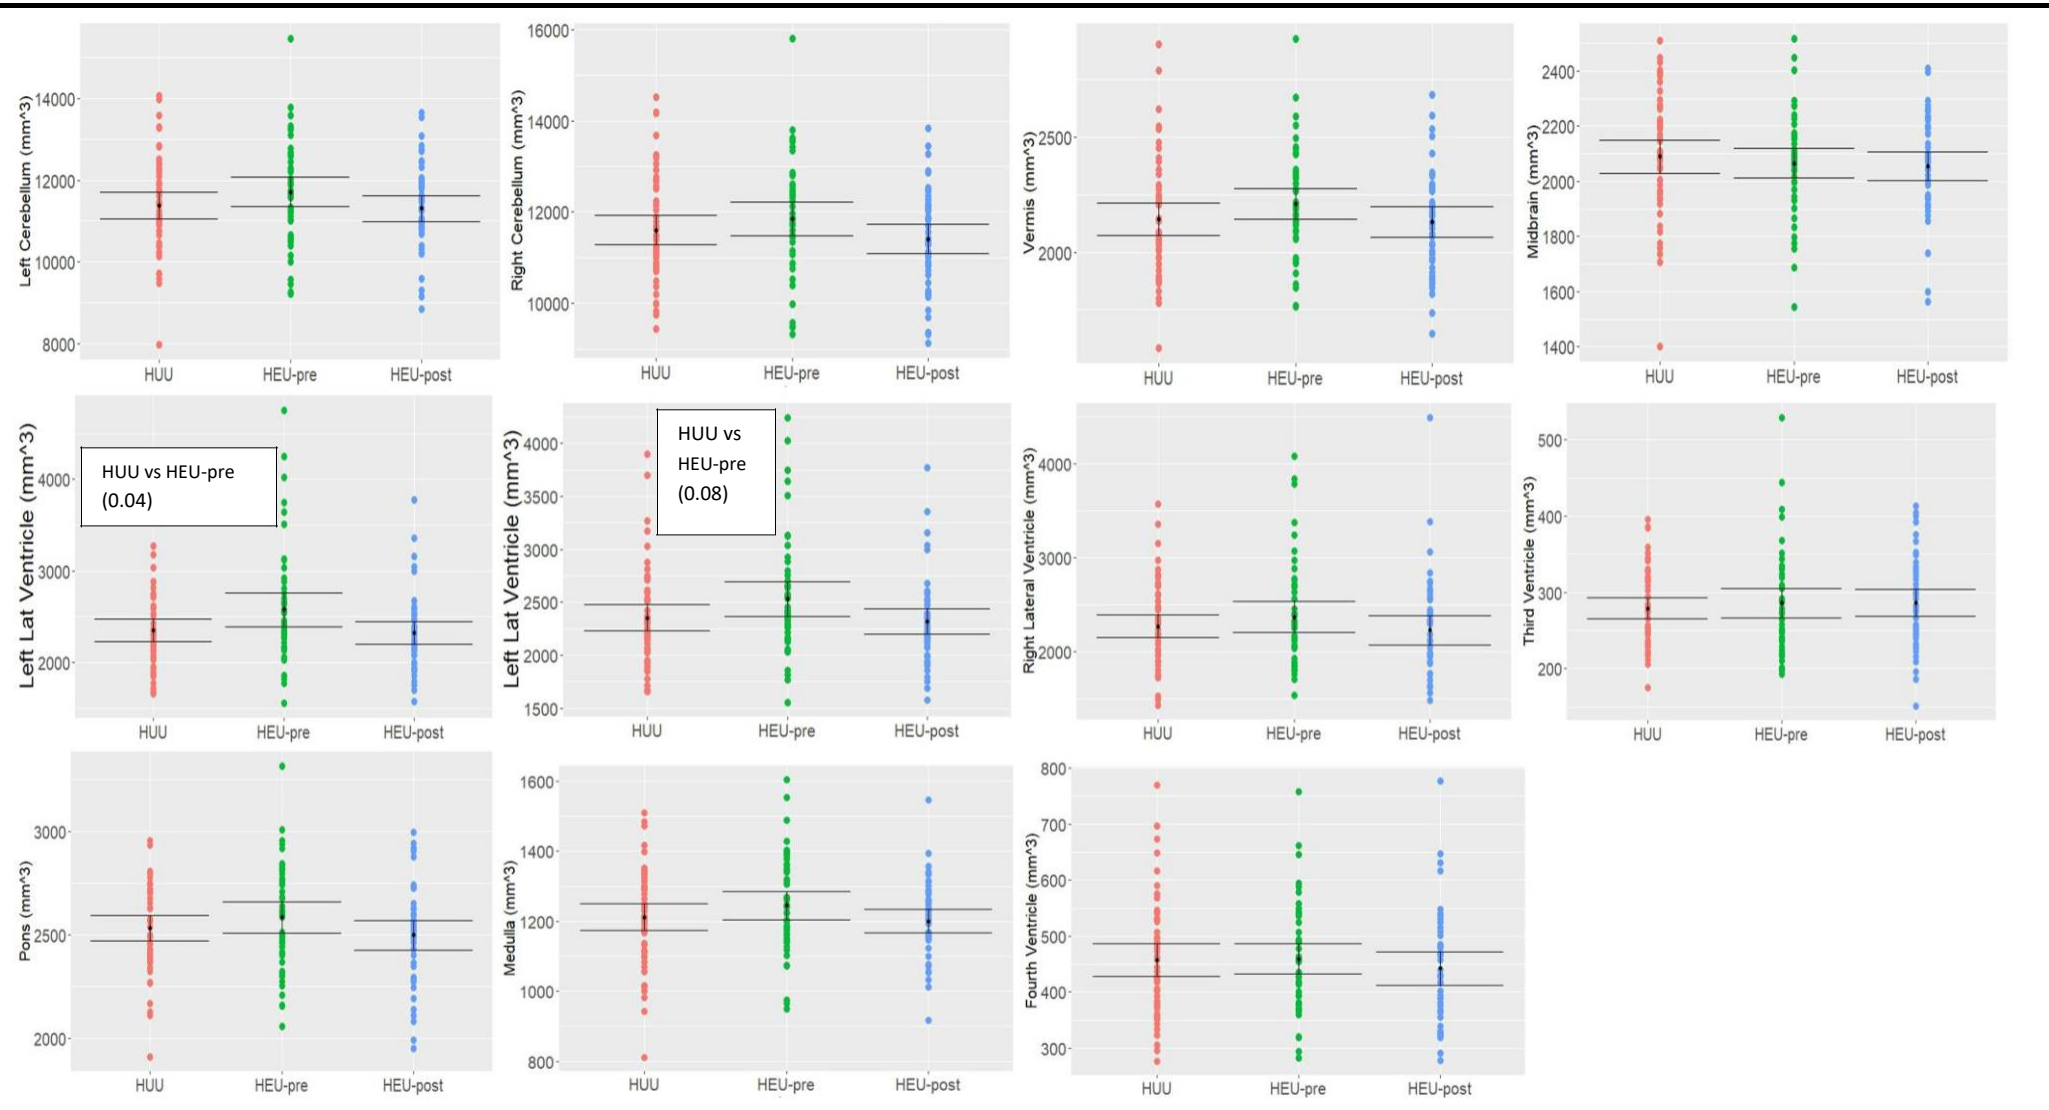 Left Cerebellum (mm^3)
14000
12000
10000
8000
HUU HEU-pre HEU-post
Right Cerebellum (mm^3)
16000
14000
12000
10000
HUU HEU-pre HEU-post
Vermis (mm^3)
2500
2000
HUU HEU-pre HEU-post
Midbrain (mm^3)
2400
2200
2000
1800
1600
1400
HUU HEU-pre HEU-post
Left Lat Ventricle (mm^3)
4000
3000
2000
HUU vs HEU-pre
(0.04)
HUU HEU-pre HEU-post
Left Lat Ventricle (mm^3)
4000
3500
3000
2500
2000
1500
HUU vs
HEU-pre
(0.08)
HUU HEU-pre HEU-post
Right Lateral Ventricle (mm^3)
4000
3000
2000
HUU HEU-pre HEU-post
Third Ventricle (mm^3)
500
400
300
200
HUU HEU-pre HEU-post
Pons (mm^3)
3000
2500
2000
HUU HEU-pre HEU-post
Medulla (mm^3)
1600
1400
1200
1000
800
HUU HEU-pre HEU-post
Fourth Ventricle (mm^3)
800
700
600
500
400
300
HUU HEU-pre HEU-post